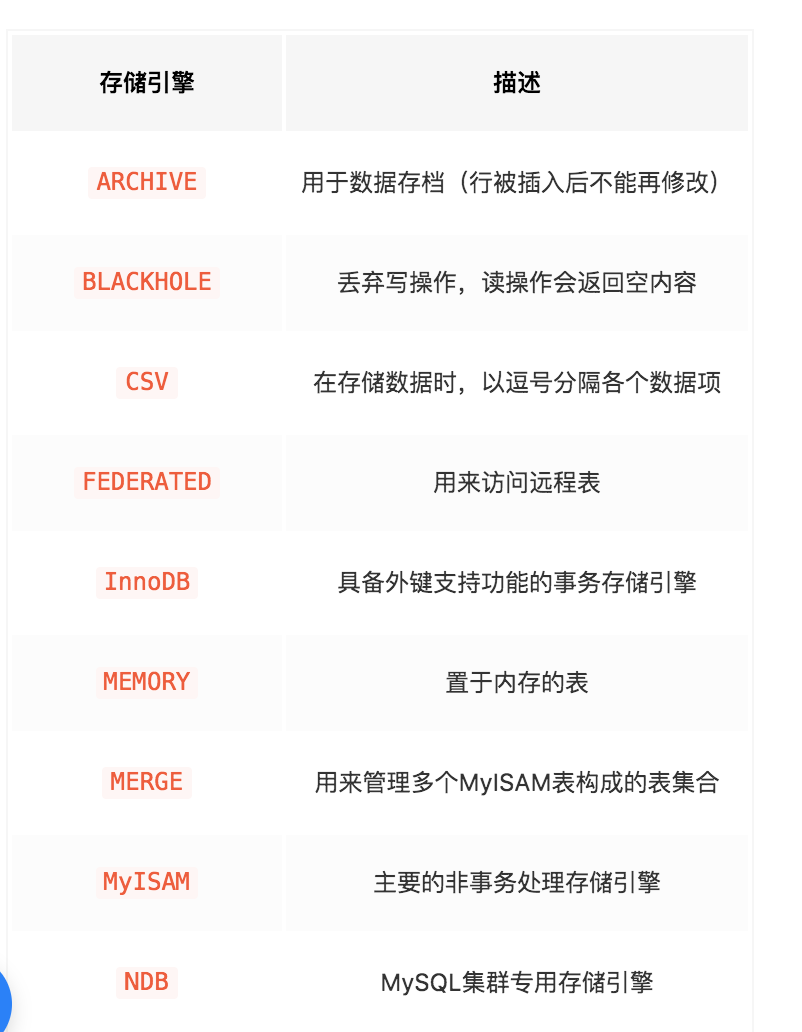 存储引擎 描述
ARCHIVE 用于数据存档（行被插入后不能再修改）
BLACKHOLE 丢弃写操作，读操作会返回空内容
CSV 在存储数据时，以逗号分隔各个数据项
FEDERATED 用来访问远程表
InnoDB 具备外键支持功能的事务存储引擎
MEMORY 置于内存的表
MERGE 用来管理多个MyISAM表构成的表集合
MyISAM 主要的非事务处理存储引擎
NDB MySQL集群专用存储引擎